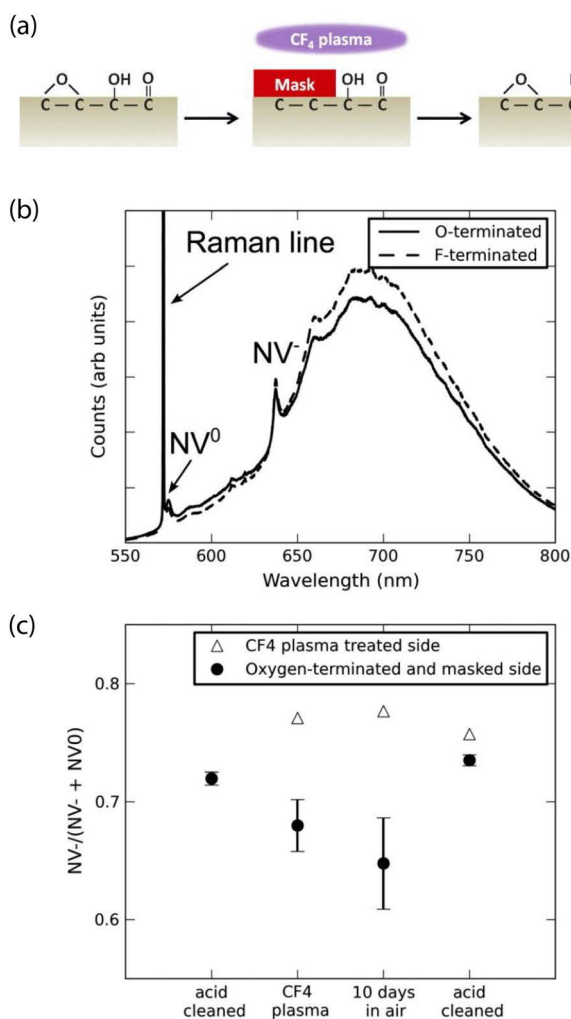 (a)
CF₄ plasma
O OH O
C — C — C — C
Mask OH O
C — C — C — C
O
C — C — C
(b)
O-terminated
F-terminated
Raman line
NV⁻
NV⁰
Counts (arb units)
550 600 650 700 750 800
Wavelength (nm)
(c)
CF4 plasma treated side
Oxygen-terminated and masked side
0.8
0.7
0.6
NV-/(NV- + NV0)
acid cleaned
CF4 plasma
10 days in air
acid cleaned